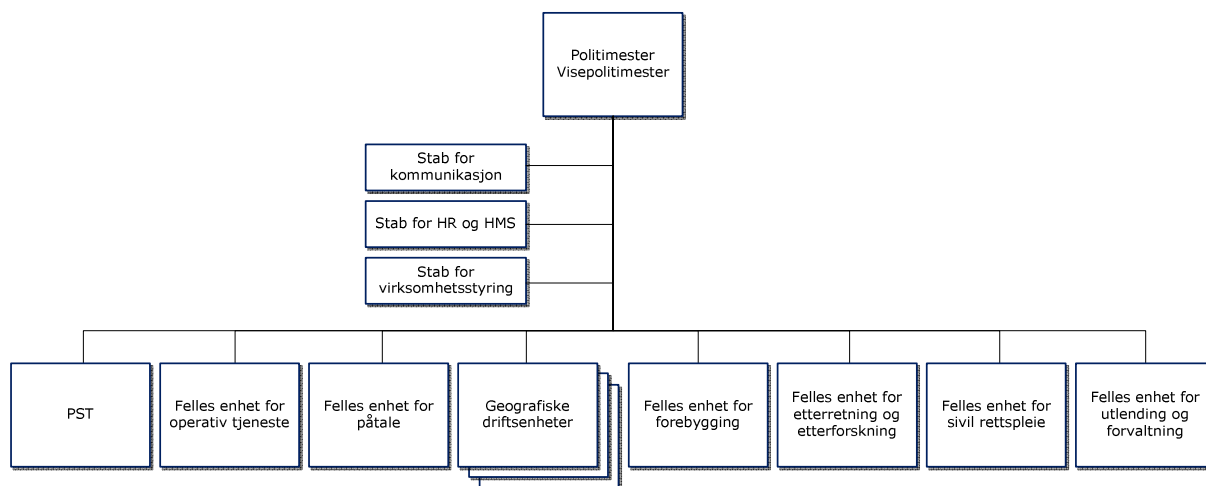 Politimester
Visepolitimester
Stab for
kommunikasjon
Stab for HR og HMS
Stab for
virksomhetsstyring
PST
Felles enhet for
operativ tjeneste
Felles enhet for
påtale
Geografiske
driftsenheter
Felles enhet for
forebygging
Felles enhet for
etterretning og
etterforskning
Felles enhet for
sivil rettspleie
Felles enhet for
utlending og
forvaltning